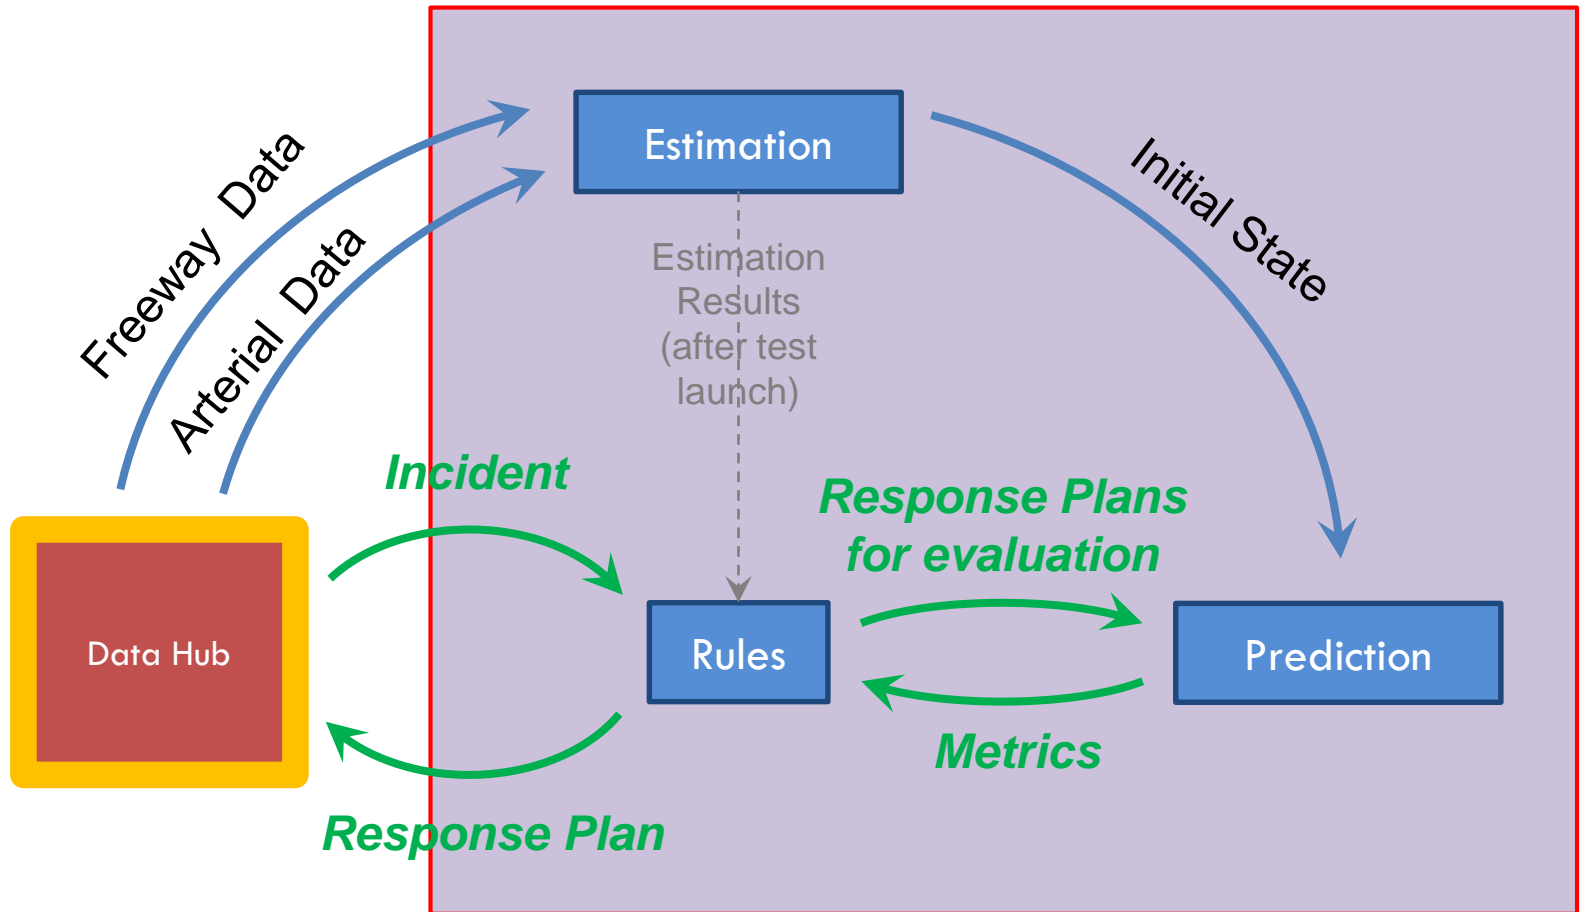 Estimation
Freeway Data
Arterial Data
Initial State
Estimation
Results
(after test
launch)
Incident
Response Plans
for evaluation
Data Hub
Rules
Prediction
Metrics
Response Plan